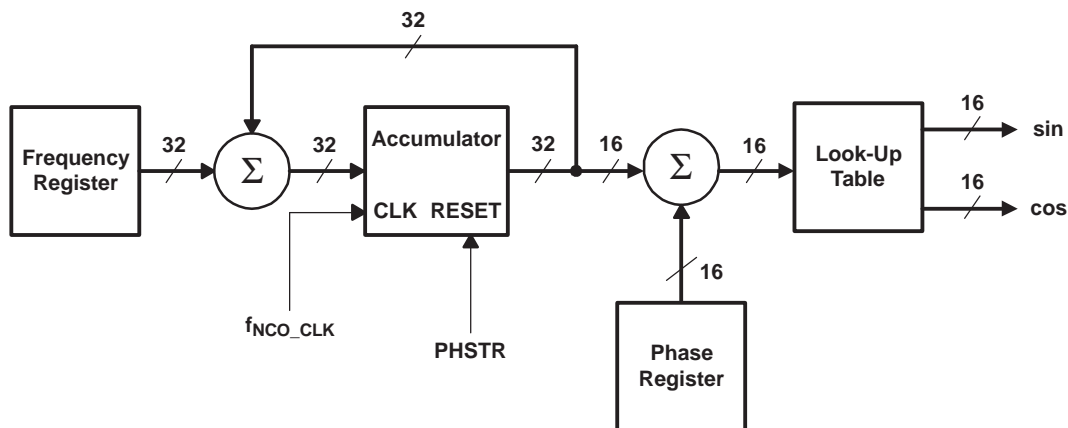 32
Frequency
Register
32
Σ
32
Accumulator
CLK RESET
32
16
Σ
16
Look-Up
Table
16
sin
16
cos
16
fNCO_CLK
PHSTR
Phase
Register